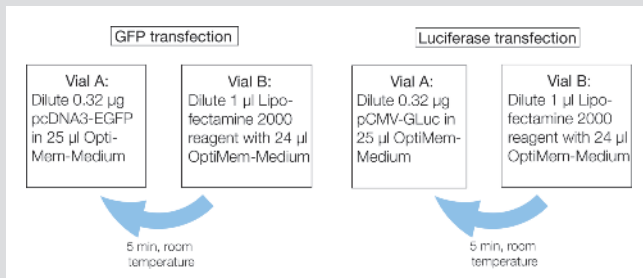 GFP transfection
Vial A:
Dilute 0.32 µg
pcDNA3-EGFP
in 25 µl Opti-
Mem-Medium
Vial B:
Dilute 1 µl Lipo-
fectamine 2000
reagent with 24 µl
OptiMem-Medium
5 min, room
temperature
Luciferase transfection
Vial A:
Dilute 0.32 µg
pCMV-GLuc in
25 µl OptiMem-
Medium
Vial B:
Dilute 1 µl Lipo-
fectamine 2000
reagent with 24 µl
OptiMem-Medium
5 min, room
temperature